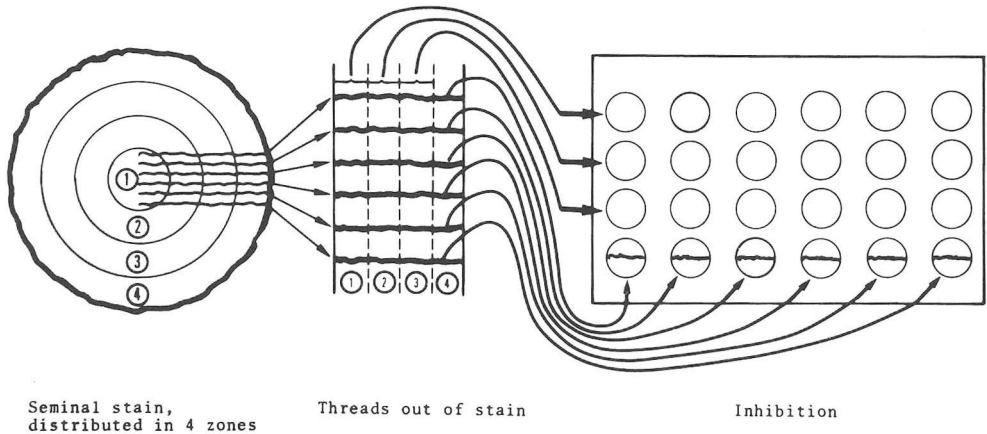 1
2
3
4
1 2 3 4
Seminal stain,
distributed in 4 zones
Threads out of stain
Inhibition